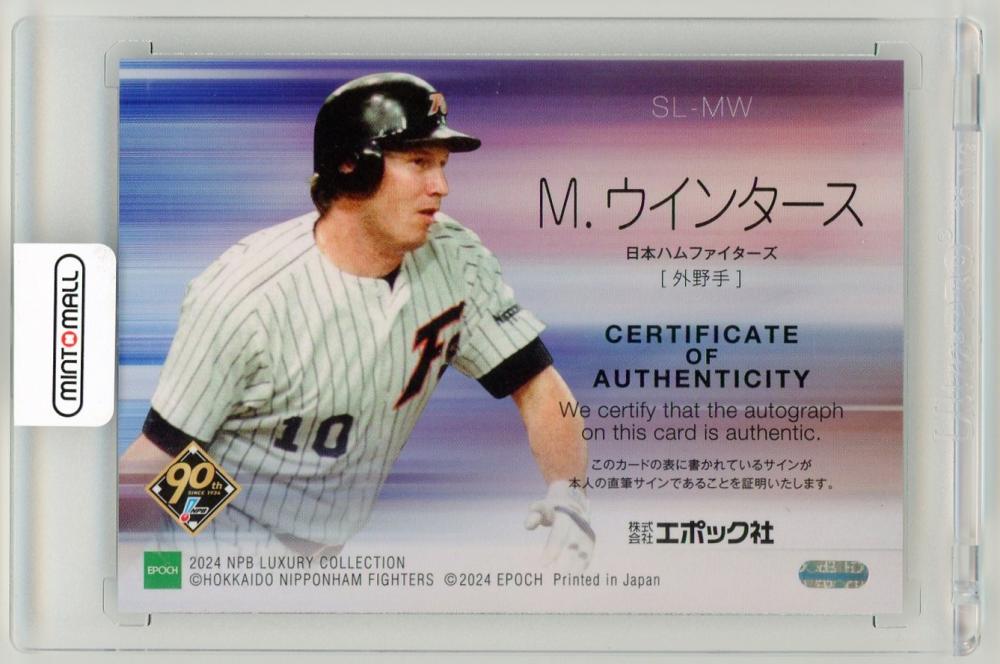 SL-MW
M. ウインタース
日本ハムファイターズ
[ 外野手 ]
CERTIFICATE
OF
AUTHENTICITY
We certify that the autograph
on this card is authentic.
このカードの表に書かれているサインが
本人の直筆サインであることを証明いたします。
株式会社 エポック社
MINTOMALL
10
90th
SINCE 1936
NPB
EPOCH
2024 NPB LUXURY COLLECTION
©HOKKAIDO NIPPONHAM FIGHTERS ©2024 EPOCH Printed in Japan